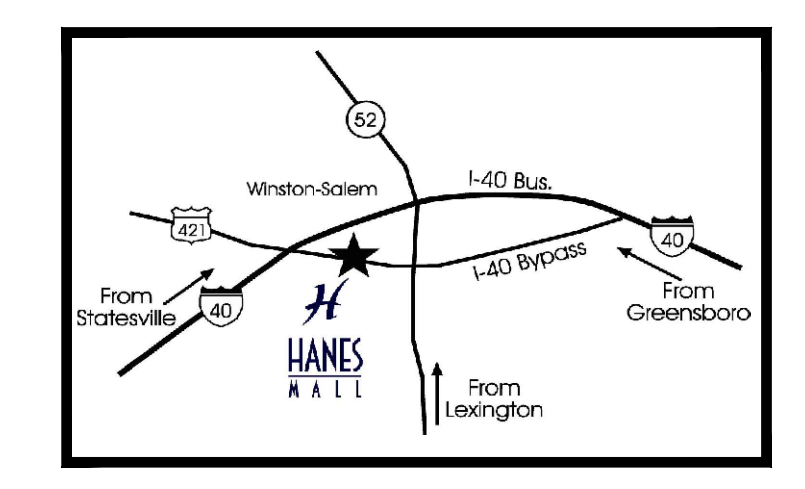 52
Winston-Salem
I-40 Bus.
421
40
I-40 Bypass
From
Statesville
40
From
Greensboro
H
HANES
MALL
From
Lexington